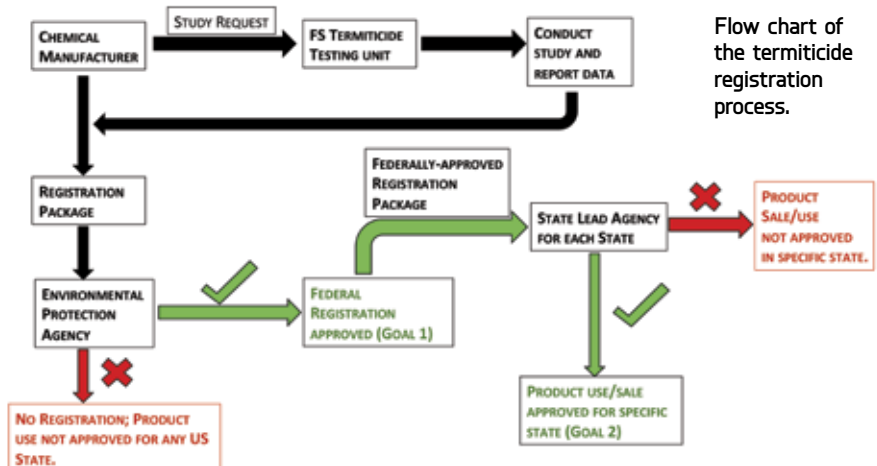 STUDY REQUEST
CHEMICAL
MANUFACTURER
FS TERMITICIDE
TESTING UNIT
CONDUCT
STUDY AND
REPORT DATA
Flow chart of
the termiticide
registration
process.
REGISTRATION
PACKAGE
FEDERALLY-APPROVED
REGISTRATION
PACKAGE
STATE LEAD AGENCY
FOR EACH STATE
PRODUCT
SALE/USE
NOT APPROVED
IN SPECIFIC STATE.
ENVIRONMENTAL
PROTECTION
AGENCY
FEDERAL
REGISTRATION
APPROVED (GOAL 1)
NO REGISTRATION; PRODUCT
USE NOT APPROVED FOR ANY US
STATE.
PRODUCT USE/SALE
APPROVED FOR SPECIFIC
STATE (GOAL 2)